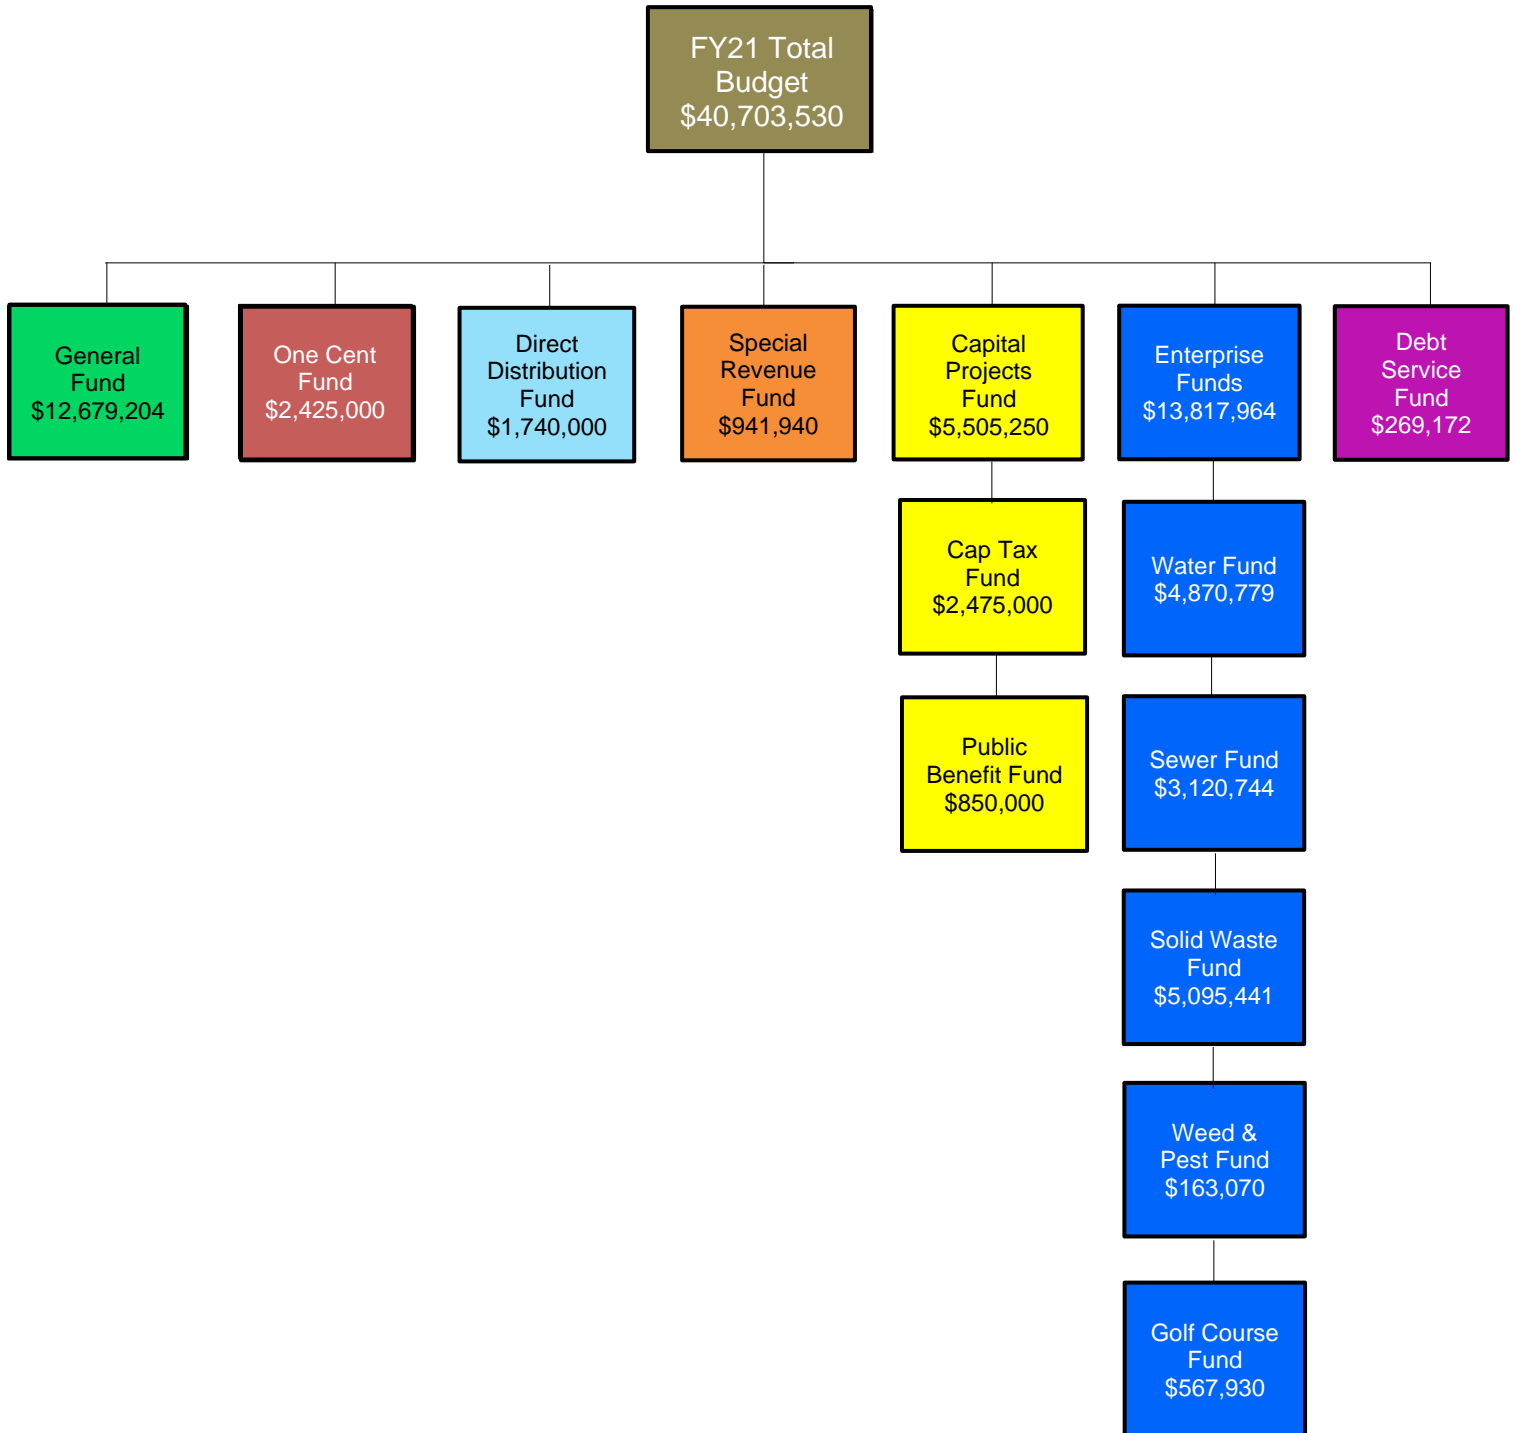 FY21 Total
Budget
$40,703,530
General
Fund
$12,679,204
One Cent
Fund
$2,425,000
Direct
Distribution
Fund
$1,740,000
Special
Revenue
Fund
$941,940
Capital
Projects
Fund
$5,505,250
Enterprise
Funds
$13,817,964
Debt
Service
Fund
$269,172
Cap Tax
Fund
$2,475,000
Water Fund
$4,870,779
Public
Benefit Fund
$850,000
Sewer Fund
$3,120,744
Solid Waste
Fund
$5,095,441
Weed &
Pest Fund
$163,070
Golf Course
Fund
$567,930